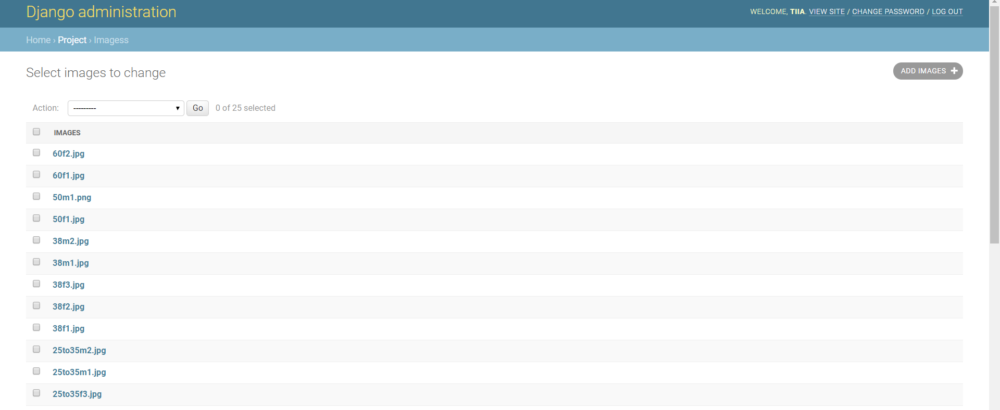 Django administration
WELCOME, TIIA. VIEW SITE / CHANGE PASSWORD / LOG OUT
Home › Project › Imagess
Select images to change
ADD IMAGES
Action: --------- Go 0 of 25 selected
IMAGES
60f2.jpg
60f1.jpg
50m1.png
50f1.jpg
38m2.jpg
38m1.jpg
38f3.jpg
38f2.jpg
38f1.jpg
25to35m2.jpg
25to35m1.jpg
25to35f3.jpg